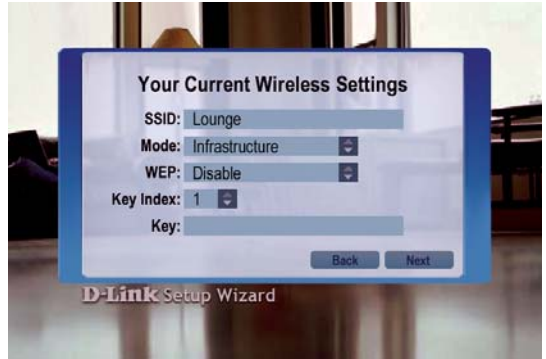 Your Current Wireless Settings
SSID: Lounge
Mode: Infrastructure
WEP: Disable
Key Index: 1
Key:
Back Next
D-Link Setup Wizard